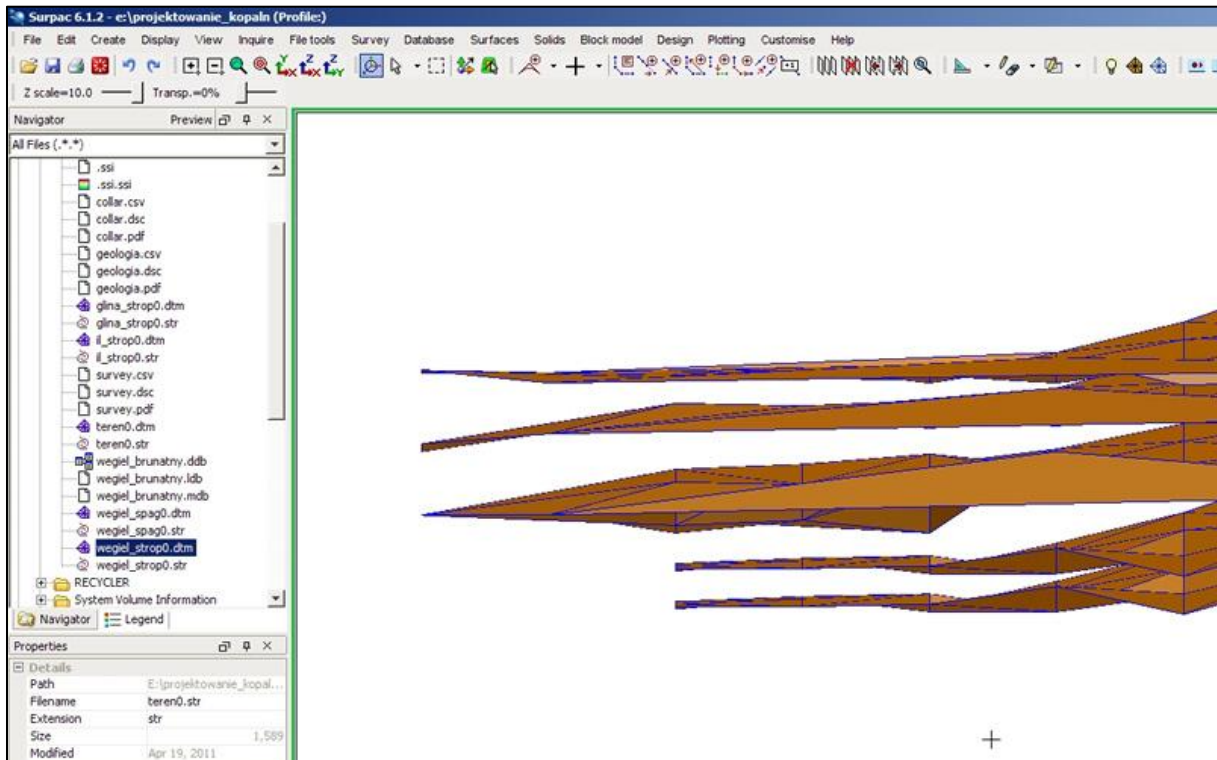 Surpac 6.1.2 - e:\projektowanie_kopaln (Profile:)
File Edit Create Display View Inquire File tools Survey Database Surfaces Solids Block model Design Plotting Customise Help
Z scale=10.0 Transp.=0%
Navigator Preview
All Files (.*.*)
.ssi
.ssi.ssi
collar.csv
collar.dsc
collar.pdf
geologia.csv
geologia.dsc
geologia.pdf
glina_strop0.dtm
glina_strop0.str
il_strop0.dtm
il_strop0.str
survey.csv
survey.dsc
survey.pdf
teren0.dtm
teren0.str
wegiel_brunatny.ddb
wegiel_brunatny.ldb
wegiel_brunatny.mdb
wegiel_spag0.dtm
wegiel_spag0.str
wegiel_strop0.dtm
wegiel_strop0.str
RECYCLER
System Volume Information
Navigator Legend
Properties
Details
Path E:\projektowanie_kopal...
Filename teren0.str
Extension str
Size 1,589
Modified Apr 19, 2011